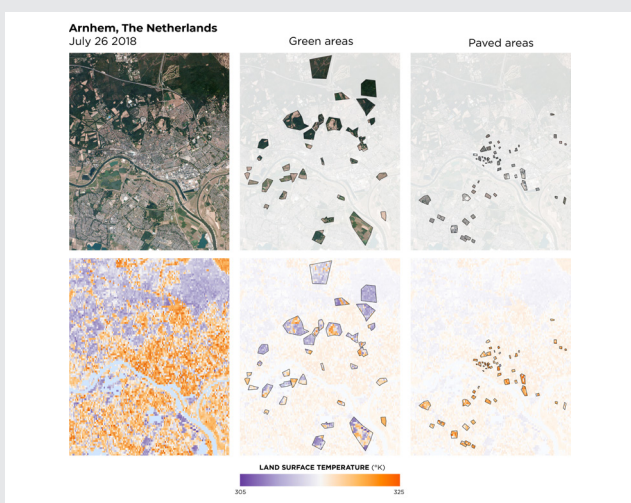 Arnhem, The Netherlands
July 26 2018
Green areas
Paved areas
LAND SURFACE TEMPERATURE (°K)
305
325